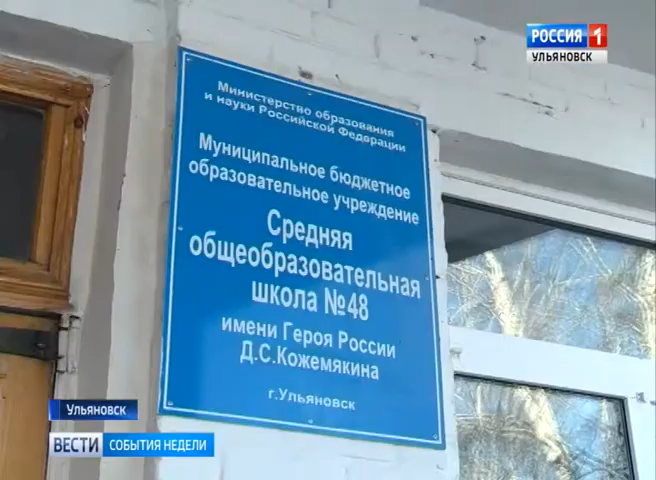 РОССИЯ 1
УЛЬЯНОВСК
Министерство образования
и науки Российской Федерации
Муниципальное бюджетное
образовательное учреждение
Средняя
общеобразовательная
школа №48
имени Героя России
Д.С.Кожемякина
г.Ульяновск
Ульяновск
ВЕСТИ СОБЫТИЯ НЕДЕЛИ